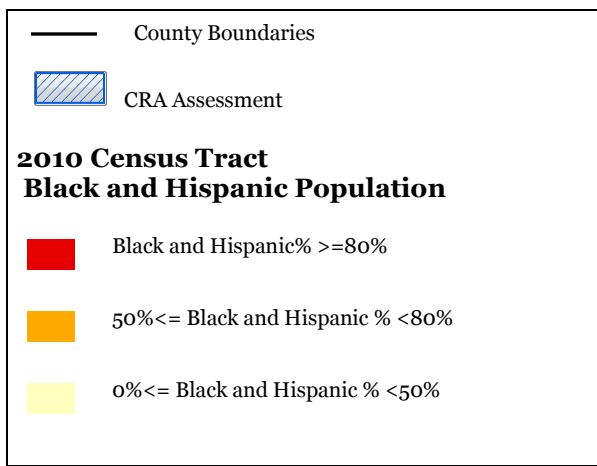 County Boundaries
CRA Assessment
2010 Census Tract
Black and Hispanic Population
Black and Hispanic% >=80%
50%<= Black and Hispanic % <80%
0%<= Black and Hispanic % <50%